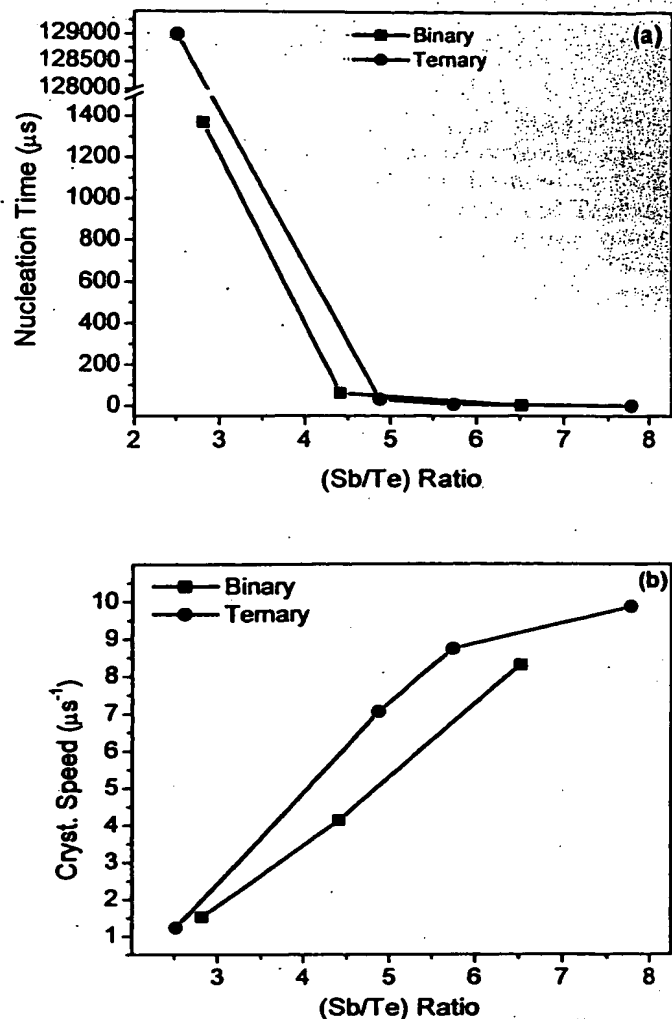 129000
128500
128000
1400
1200
1000
800
600
400
200
0
Nucleation Time (μs)
Binary
Ternary
(a)
2 3 4 5 6 7 8
(Sb/Te) Ratio
10
9
8
7
6
5
4
3
2
1
Cryst. Speed (μs-1)
Binary
Ternary
(b)
3 4 5 6 7 8
(Sb/Te) Ratio